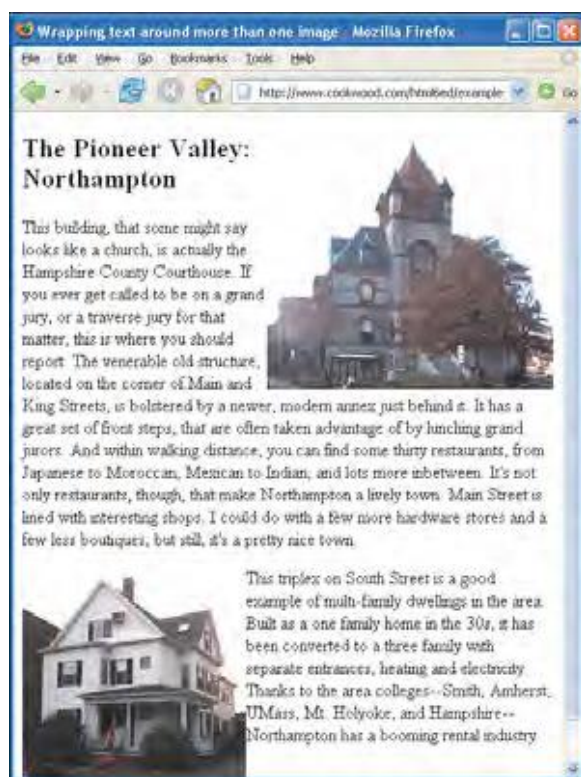 Wrapping text around more than one image - Mozilla Firefox
File Edit View Go Bookmarks Tools Help
http://www.cookwood.com/html6ed/example Go
The Pioneer Valley:
Northampton
This building, that some might say
looks like a church, is actually the
Hampshire County Courthouse. If
you ever get called to be on a grand
jury, or a traverse jury for that
matter, this is where you should
report. The venerable old structure,
located on the corner of Main and
King Streets, is bolstered by a newer, modern annex just behind it. It has a
great set of front steps, that are often taken advantage of by lunching grand
jurors. And within walking distance, you can find some thirty restaurants, from
Japanese to Moroccan, Mexican to Indian, and lots more inbetween. It's not
only restaurants, though, that make Northampton a lively town. Main Street is
lined with interesting shops. I could do with a few more hardware stores and a
few less boutiques, but still, it's a pretty nice town.
This triplex on South Street is a good
example of multi-family dwellings in the area.
Built as a one family home in the 30s, it has
been converted to a three family with
separate entrances, heating and electricity.
Thanks to the area colleges--Smith, Amherst,
UMass, Mt. Holyoke, and Hampshire--
Northampton has a booming rental industry.